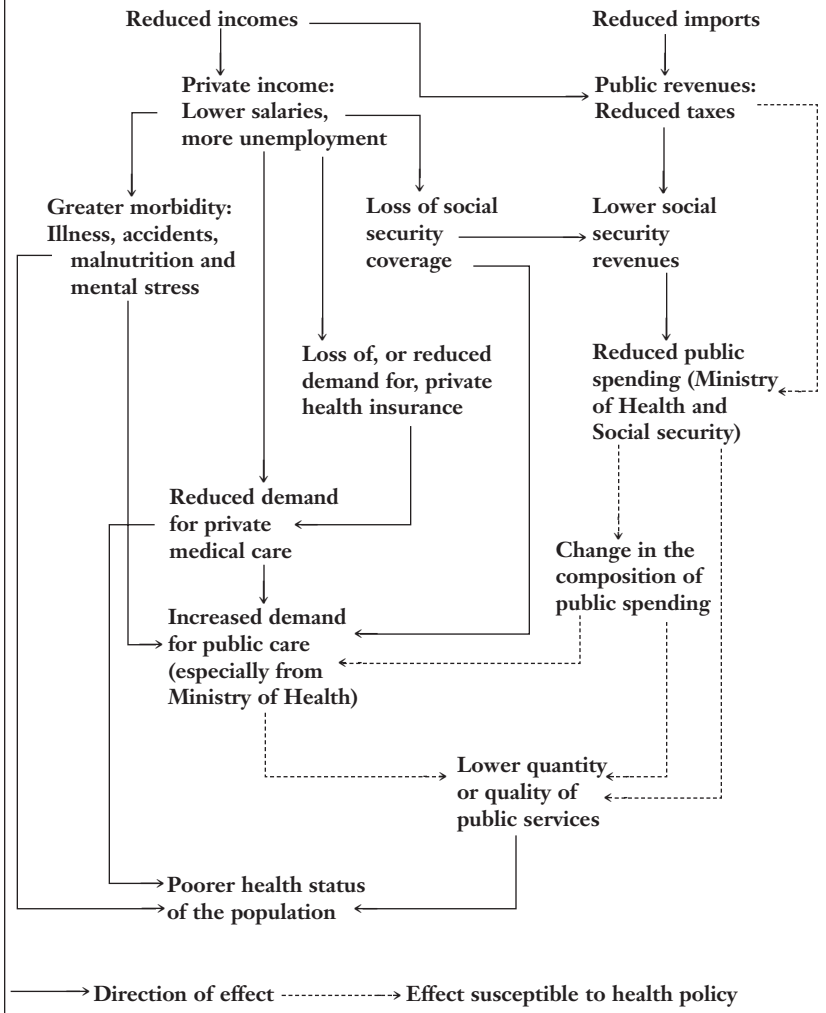 Reduced incomes
Reduced imports
Private income:
Lower salaries,
more unemployment
Public revenues:
Reduced taxes
Greater morbidity:
Illness, accidents,
malnutrition and
mental stress
Loss of social
security
coverage
Lower social
security
revenues
Loss of, or reduced
demand for, private
health insurance
Reduced public
spending (Ministry
of Health and
Social security)
Reduced demand
for private
medical care
Change in the
composition of
public spending
Increased demand
for public care
(especially from
Ministry of Health)
Lower quantity
or quality of
public services
Poorer health status
of the population
Direction of effect
Effect susceptible to health policy